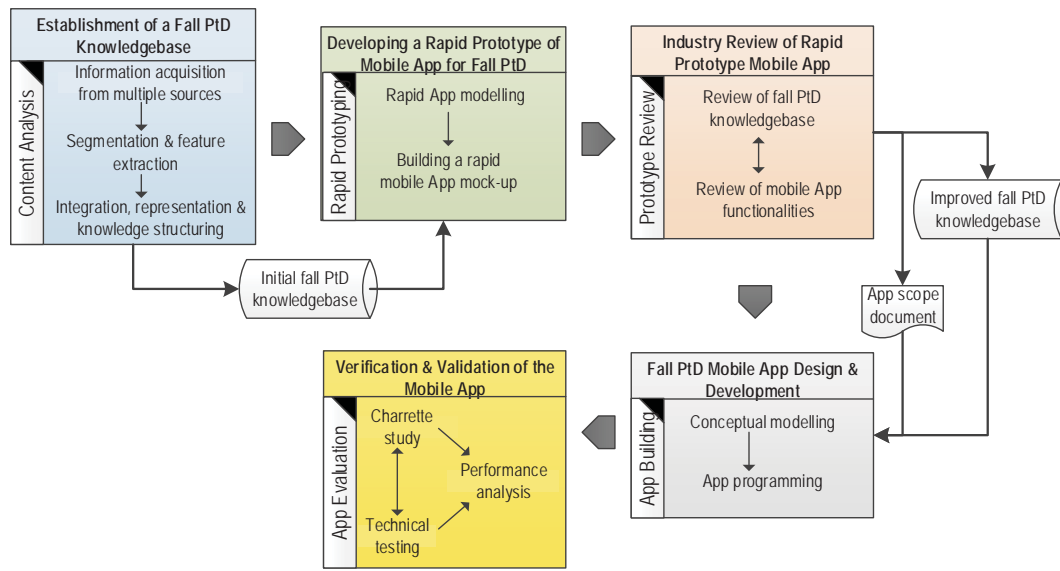 Establishment of a Fall PtD
Knowledgebase
Content Analysis
Information acquisition
from multiple sources
Segmentation & feature
extraction
Integration, representation &
knowledge structuring
Initial fall PtD
knowledgebase
Developing a Rapid Prototype of
Mobile App for Fall PtD
Rapid Prototyping
Rapid App modelling
Building a rapid
mobile App mock-up
Industry Review of Rapid
Prototype Mobile App
Prototype Review
Review of fall PtD
knowledgebase
Review of mobile App
functionalities
Improved fall PtD
knowledgebase
App scope
document
Fall PtD Mobile App Design &
Development
App Building
Conceptual modelling
App programming
Verification & Validation of the
Mobile App
App Evaluation
Charrette
study
Performance
analysis
Technical
testing